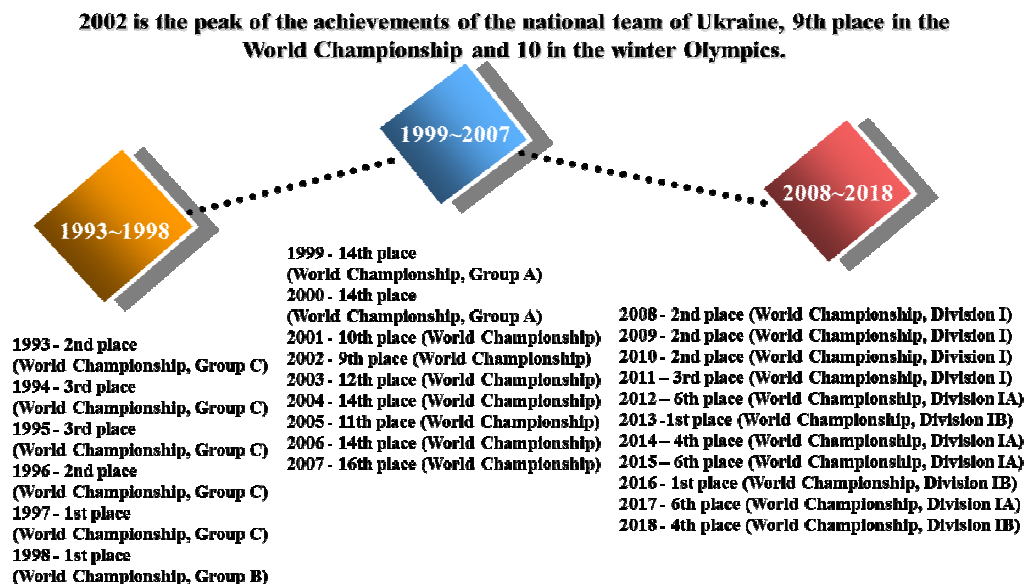 2002 is the peak of the achievements of the national team of Ukraine, 9th place in the
World Championship and 10 in the winter Olympics.
1993~1998
1999~2007
2008~2018
1993 - 2nd place
(World Championship, Group C)
1994 - 3rd place
(World Championship, Group C)
1995 - 3rd place
(World Championship, Group C)
1996 - 2nd place
(World Championship, Group C)
1997 - 1st place
(World Championship, Group C)
1998 - 1st place
(World Championship, Group B)
1999 - 14th place
(World Championship, Group A)
2000 - 14th place
(World Championship, Group A)
2001 - 10th place (World Championship)
2002 - 9th place (World Championship)
2003 - 12th place (World Championship)
2004 - 14th place (World Championship)
2005 - 11th place (World Championship)
2006 - 14th place (World Championship)
2007 - 16th place (World Championship)
2008 - 2nd place (World Championship, Division I)
2009 - 2nd place (World Championship, Division I)
2010 - 2nd place (World Championship, Division I)
2011 – 3rd place (World Championship, Division I)
2012 – 6th place (World Championship, Division IA)
2013 -1st place (World Championship, Division IB)
2014 – 4th place (World Championship, Division IA)
2015 – 6th place (World Championship, Division IA)
2016 - 1st place (World Championship, Division IB)
2017 - 6th place (World Championship, Division IA)
2018 - 4th place (World Championship, Division IB)